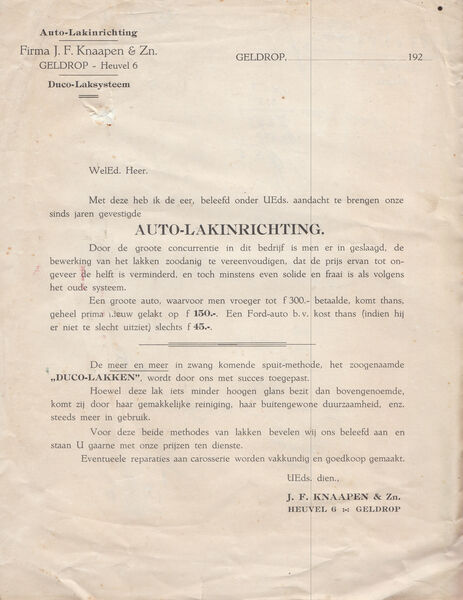 Auto-Lakinrichting
Firma J. F. Knaapen & Zn.
GELDROP - Heuvel 6
Duco-Laksysteem
GELDROP, 192
WelEd. Heer.
Met deze heb ik de eer, beleefd onder UEds. aandacht te brengen onze
sinds jaren gevestigde
AUTO-LAKINRICHTING.
Door de groote concurrentie in dit bedrijf is men er in geslaagd, de
bewerking van het lakken zoodanig te vereenvoudigen, dat de prijs ervan tot on-
geveer de helft is verminderd, en toch minstens even solide en fraai is als volgens
het oude systeem.
Een groote auto, waarvoor men vroeger tot f 300.- betaalde, komt thans,
geheel prima nieuw gelakt op f 150.-. Een Ford-auto b.v. kost thans (indien hij
er niet te slecht uitziet) slechts f 45.-.
De meer en meer in zwang komende spuit-methode, het zoogenaamde
„DUCO-LAKKEN”, wordt door ons met succes toegepast.
Hoewel deze lak iets minder hoogen glans bezit dan bovengenoemde,
komt zij door haar gemakkelijke reiniging, haar buitengewone duurzaamheid, enz.
steeds meer in gebruik.
Voor deze beide methodes van lakken bevelen wij ons beleefd aan en
staan U gaarne met onze prijzen ten dienste.
Eventueele reparaties aan carosserie worden vakkundig en goedkoop gemaakt.
UEds. dien.,
J. F. KNAAPEN & Zn.
HEUVEL 6 :-: GELDROP